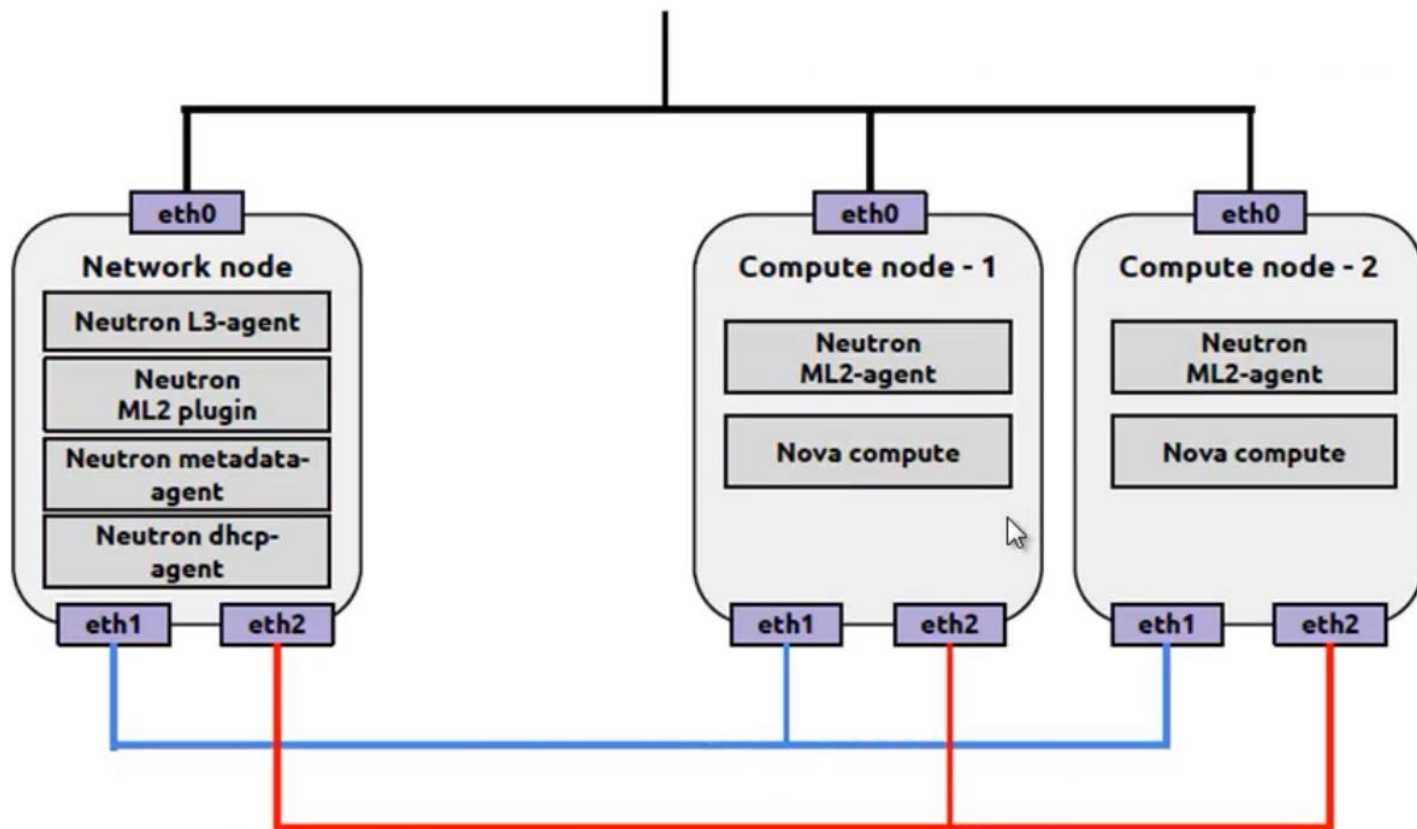 eth0
eth0
eth0
Network node
Neutron L3-agent
Neutron
ML2 plugin
Neutron metadata-
agent
Neutron dhcp-
agent
eth1
eth2
Compute node - 1
Neutron
ML2-agent
Nova compute
eth1
eth2
Compute node - 2
Neutron
ML2-agent
Nova compute
eth1
eth2